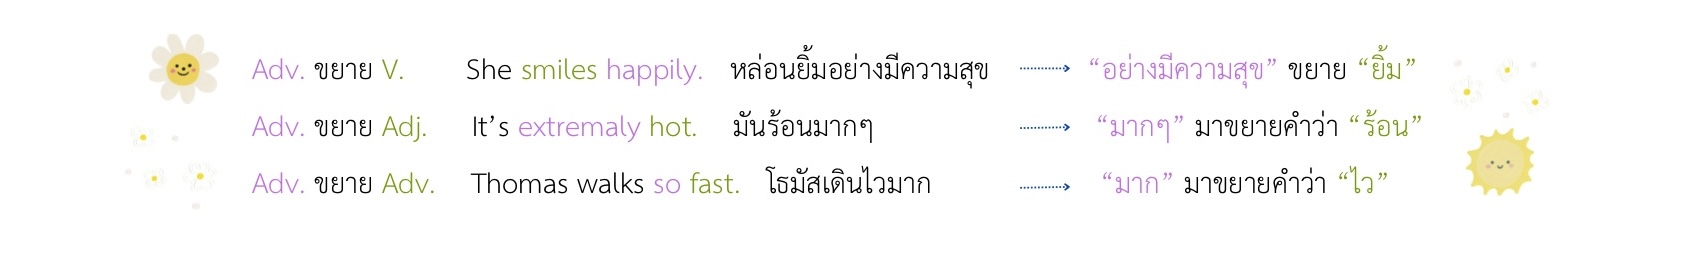 Adv. ขยาย V. She smiles happily. หล่อนยิ้มอย่างมีความสุข “อย่างมีความสุข” ขยาย “ยิ้ม”
Adv. ขยาย Adj. It’s extremaly hot. มันร้อนมากๆ “มากๆ” มาขยายคำว่า “ร้อน”
Adv. ขยาย Adv. Thomas walks so fast. โธมัสเดินไวมาก “มาก” มาขยายคำว่า “ไว”